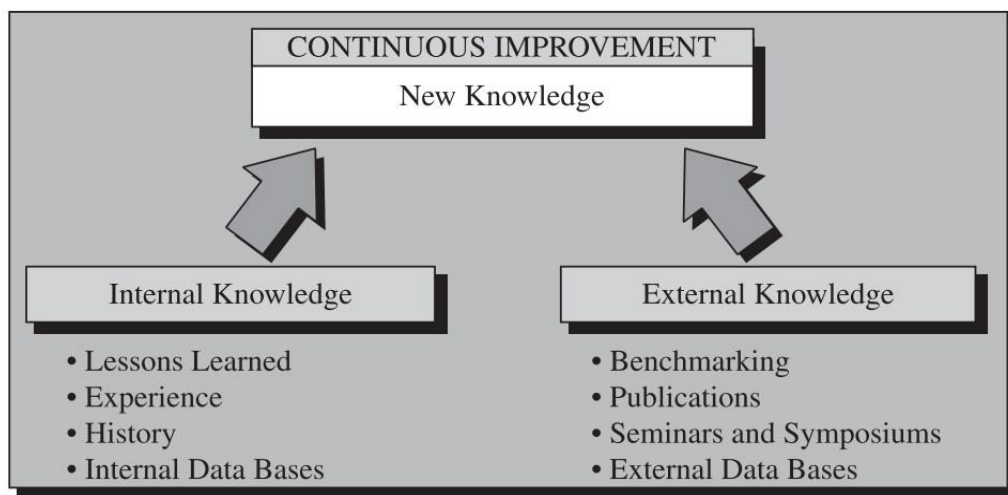 CONTINUOUS IMPROVEMENT
New Knowledge
Internal Knowledge
• Lessons Learned
• Experience
• History
• Internal Data Bases
External Knowledge
• Benchmarking
• Publications
• Seminars and Symposiums
• External Data Bases